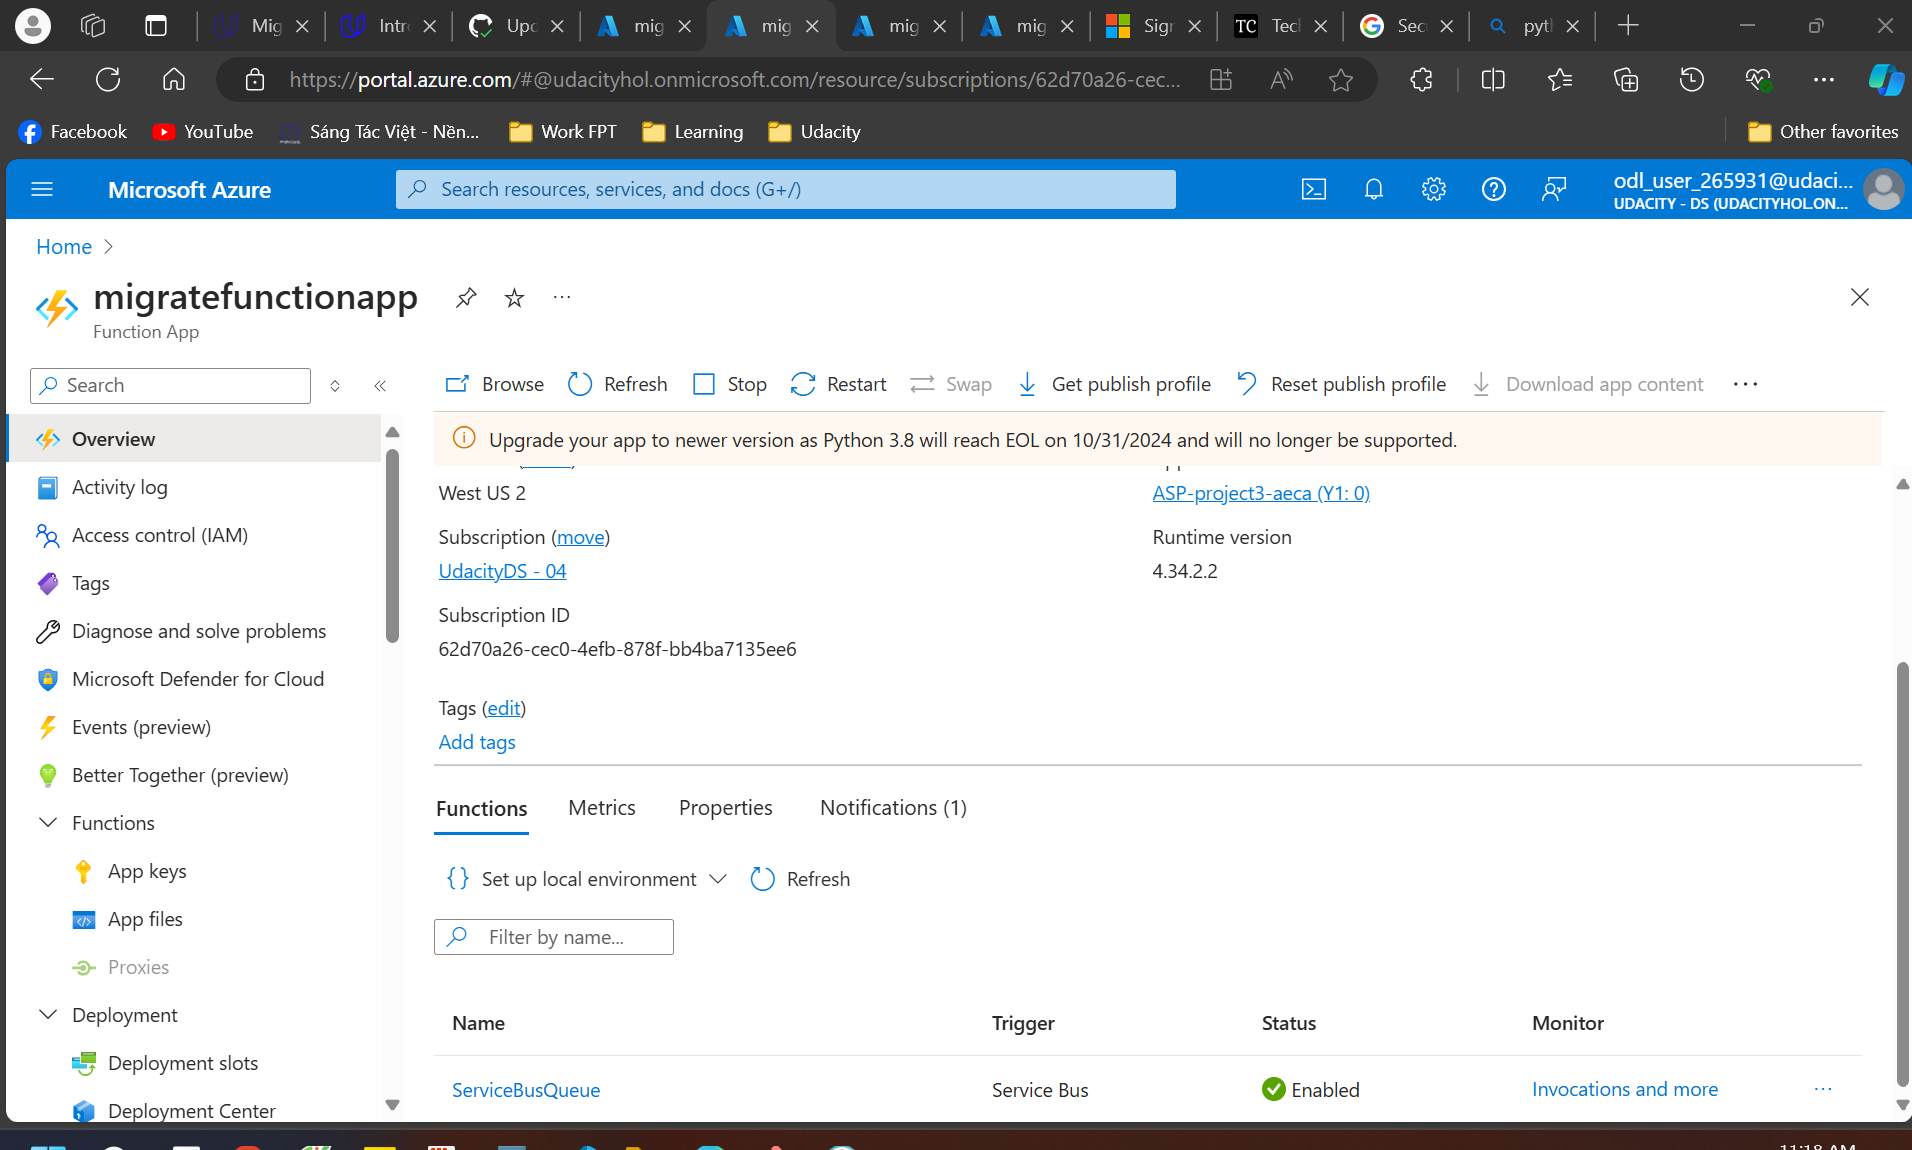 Mig
Intr
Upd
mig
mig
mig
mig
Sign
TC
Tec
Sec
pyt
https://portal.azure.com/#@udacityhol.onmicrosoft.com/resource/subscriptions/62d70a26-cec...
Facebook
YouTube
Sáng Tác Việt - Nền...
Work FPT
Learning
Udacity
Other favorites
Microsoft Azure
Search resources, services, and docs (G+/)
odl_user_265931@udaci...
UDACITY - DS (UDACITYHOL.ON...
Home
migratefunctionapp
Function App
Search
Browse
Refresh
Stop
Restart
Swap
Get publish profile
Reset publish profile
Download app content
Upgrade your app to newer version as Python 3.8 will reach EOL on 10/31/2024 and will no longer be supported.
Overview
Activity log
Access control (IAM)
Tags
Diagnose and solve problems
Microsoft Defender for Cloud
Events (preview)
Better Together (preview)
Functions
App keys
App files
Proxies
Deployment
Deployment slots
Deployment Center
West US 2
ASP-project3-aeca (Y1: 0)
Subscription (move)
UdacityDS - 04
Runtime version
4.34.2.2
Subscription ID
62d70a26-cec0-4efb-878f-bb4ba7135ee6
Tags (edit)
Add tags
Functions
Metrics
Properties
Notifications (1)
Set up local environment
Refresh
Filter by name...
Name
Trigger
Status
Monitor
ServiceBusQueue
Service Bus
Enabled
Invocations and more
11:18 AM